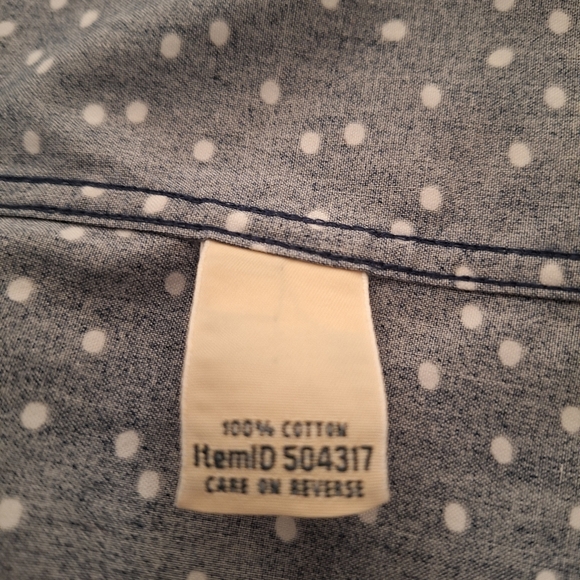 100% COTTON
ItemID 504317
CARE ON REVERSE